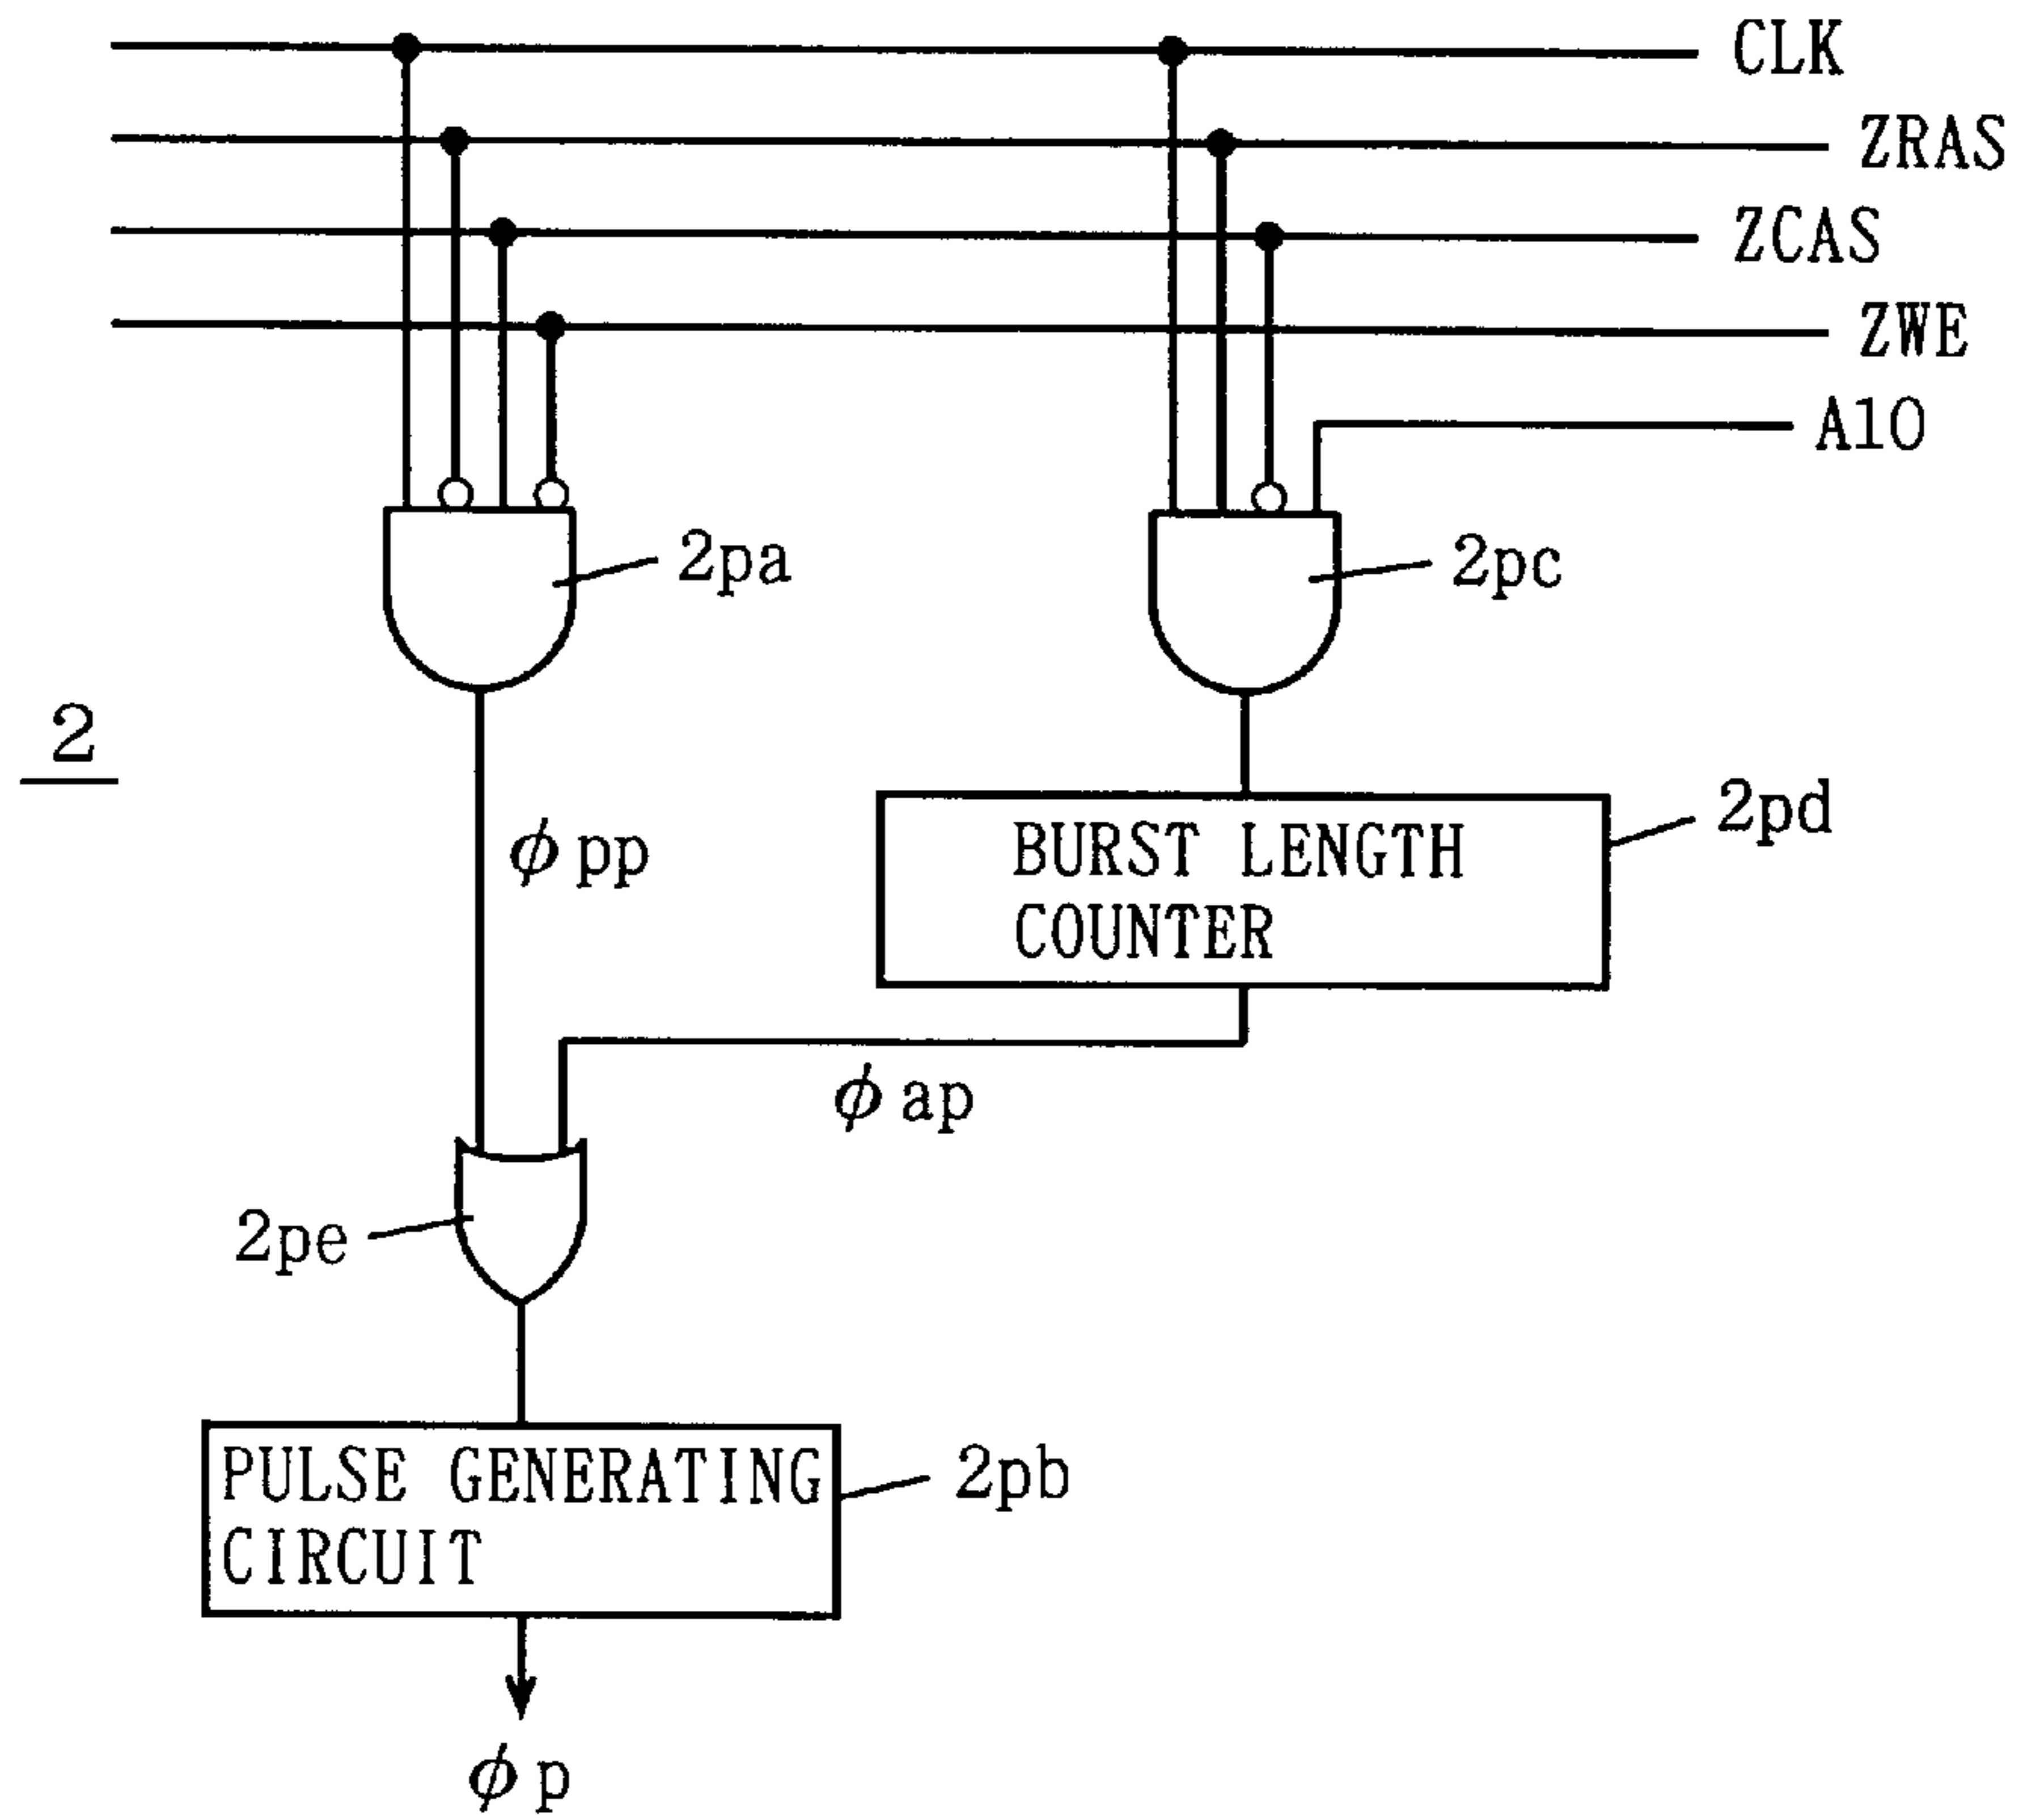 CLK
ZRAS
ZCAS
ZWE
A10
2pa
2pc
2
2pd
BURST LENGTH
COUNTER
ϕ pp
ϕ ap
2pe
PULSE GENERATING
CIRCUIT
2pb
ϕ p